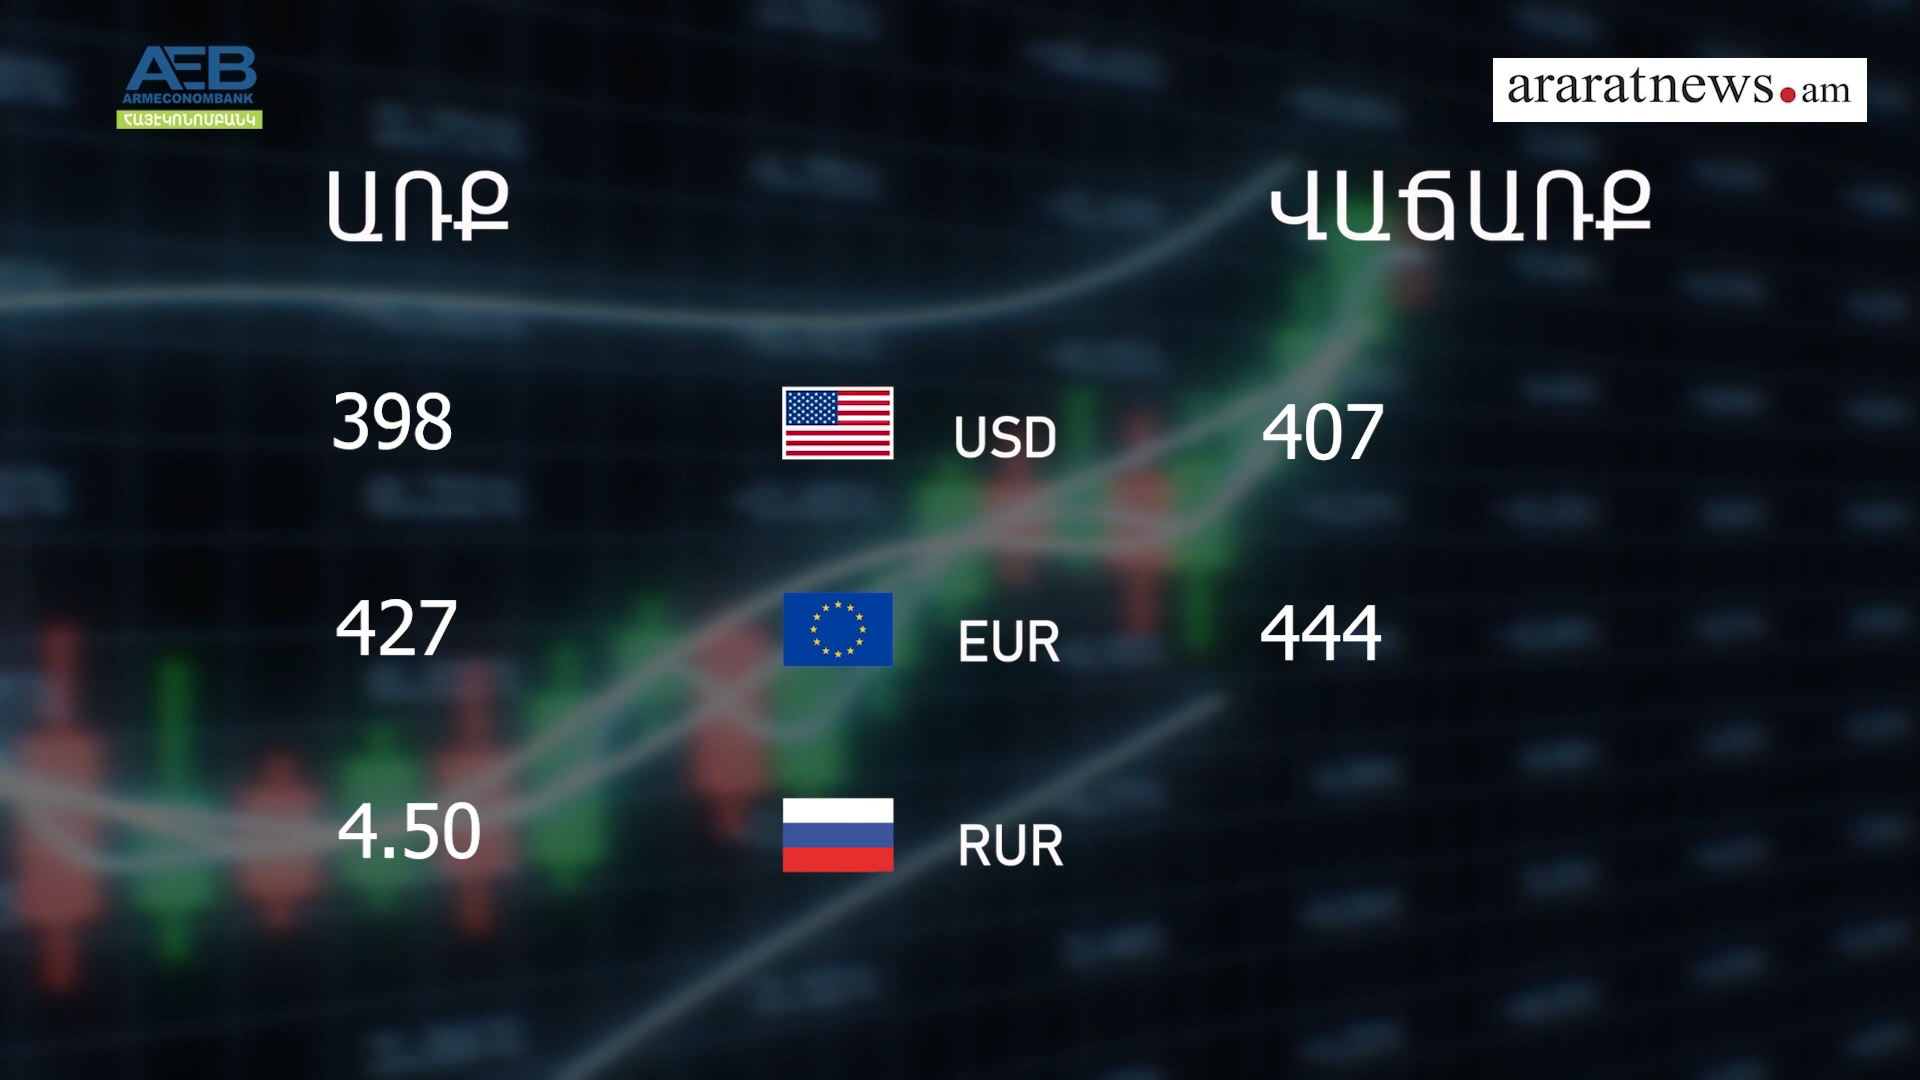 AEB
ARMECONOMBANK
ՀԱՅԷԿՈՆՈՄԲԱՆԿ
araratnews.am
ԱՌՔ ՎԱՃԱՌՔ
398 USD 407
427 EUR 444
4.50 RUR